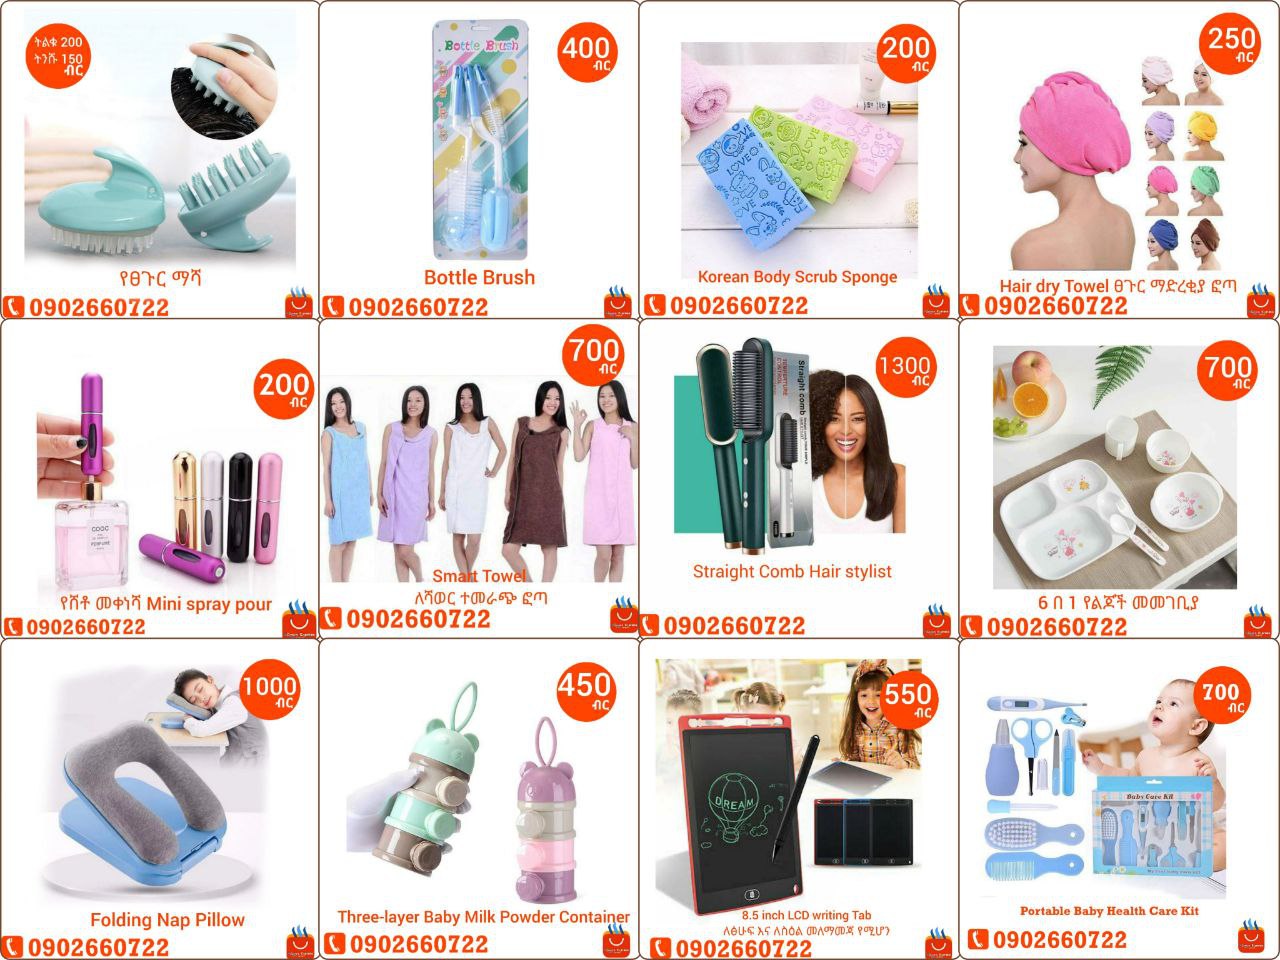 ትልቁ 200
ትንሹ 150
ብር
የፀጉር ማሻ
0902660722
Bottle Brush
400
ብር
Bottle Brush
0902660722
200
ብር
LOVE
Korean Body Scrub Sponge
0902660722
250
ብር
Hair dry Towel ፀጉር ማድረቂያ ፎጣ
0902660722
200
ብር
COOC
PERFUME
የሽቶ መቀነሻ Mini spray pour
0902660722
700
ብር
Smart Towel
ለሻወር ተመራጭ ፎጣ
0902660722
1300
ብር
Straight comb
Straight Comb Hair stylist
0902660722
700
ብር
6 በ 1 የልጆች መመገቢያ
0902660722
1000
ብር
Folding Nap Pillow
0902660722
450
ብር
Three-layer Baby Milk Powder Container
0902660722
550
ብር
DREAM
8.5 inch LCD writing Tab
ለፅሁፍ እና ለስዕል መለማመጃ የሚሆን
0902660722
700
ብር
Baby Care Kit
Portable Baby Health Care Kit
0902660722